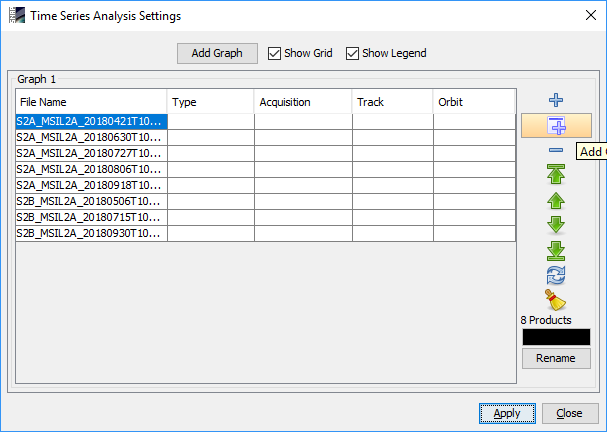 Time Series Analysis Settings
Add Graph Show Grid Show Legend
Graph 1
File Name Type Acquisition Track Orbit
S2A_MSIL2A_20180421T10...
S2A_MSIL2A_20180630T10...
S2A_MSIL2A_20180727T10...
S2A_MSIL2A_20180806T10...
S2A_MSIL2A_20180918T10...
S2B_MSIL2A_20180506T10...
S2B_MSIL2A_20180715T10...
S2B_MSIL2A_20180930T10...
Add
8 Products
Rename
Apply Close